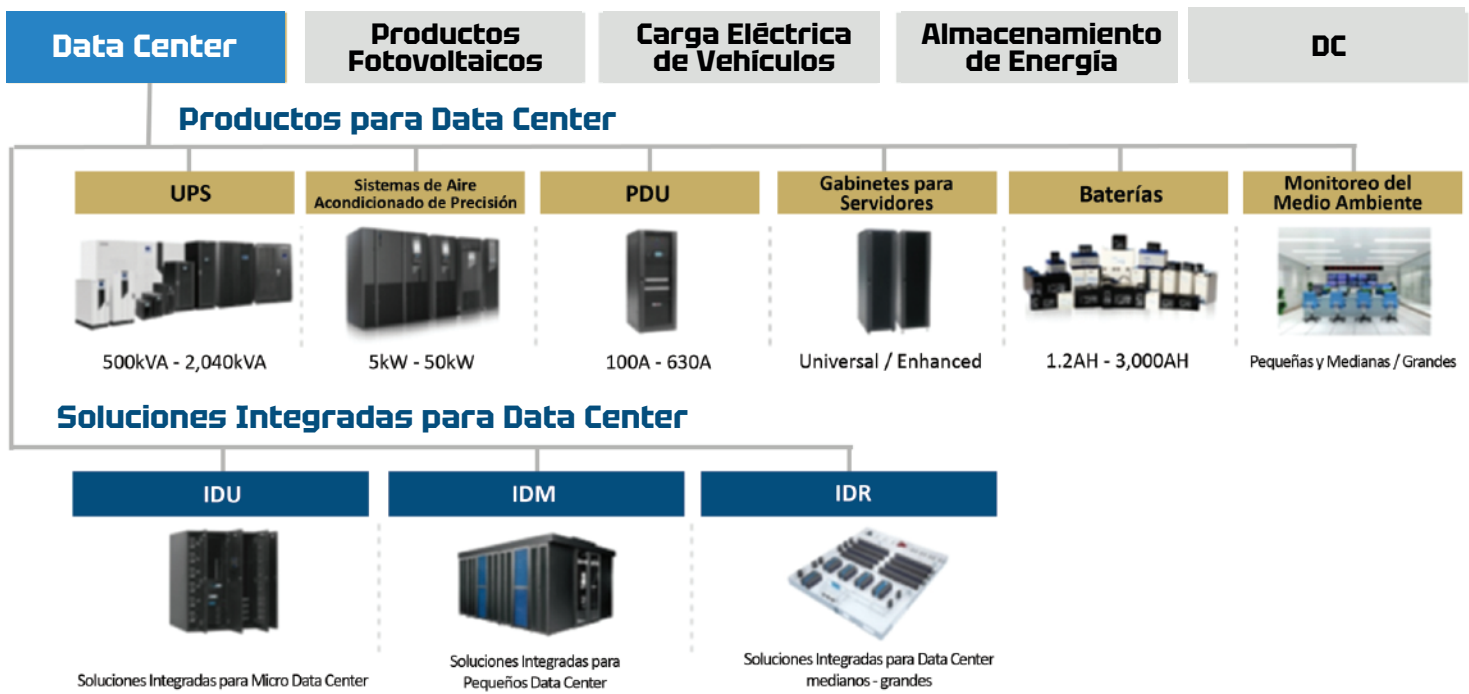 Data Center
Productos
Fotovoltaicos
Carga Eléctrica
de Vehículos
Almacenamiento
de Energía
DC
Productos para Data Center
UPS
Sistemas de Aire
Acondicionado de Precisión
PDU
Gabinetes para
Servidores
Baterías
Monitoreo del
Medio Ambiente
500kVA - 2,040kVA
5kW - 50kW
100A - 630A
Universal / Enhanced
1.2AH - 3,000AH
Pequeñas y Medianas / Grandes
Soluciones Integradas para Data Center
IDU
IDM
IDR
Soluciones Integradas para Micro Data Center
Soluciones Integradas para
Pequeños Data Center
Soluciones Integradas para Data Center
medianos - grandes